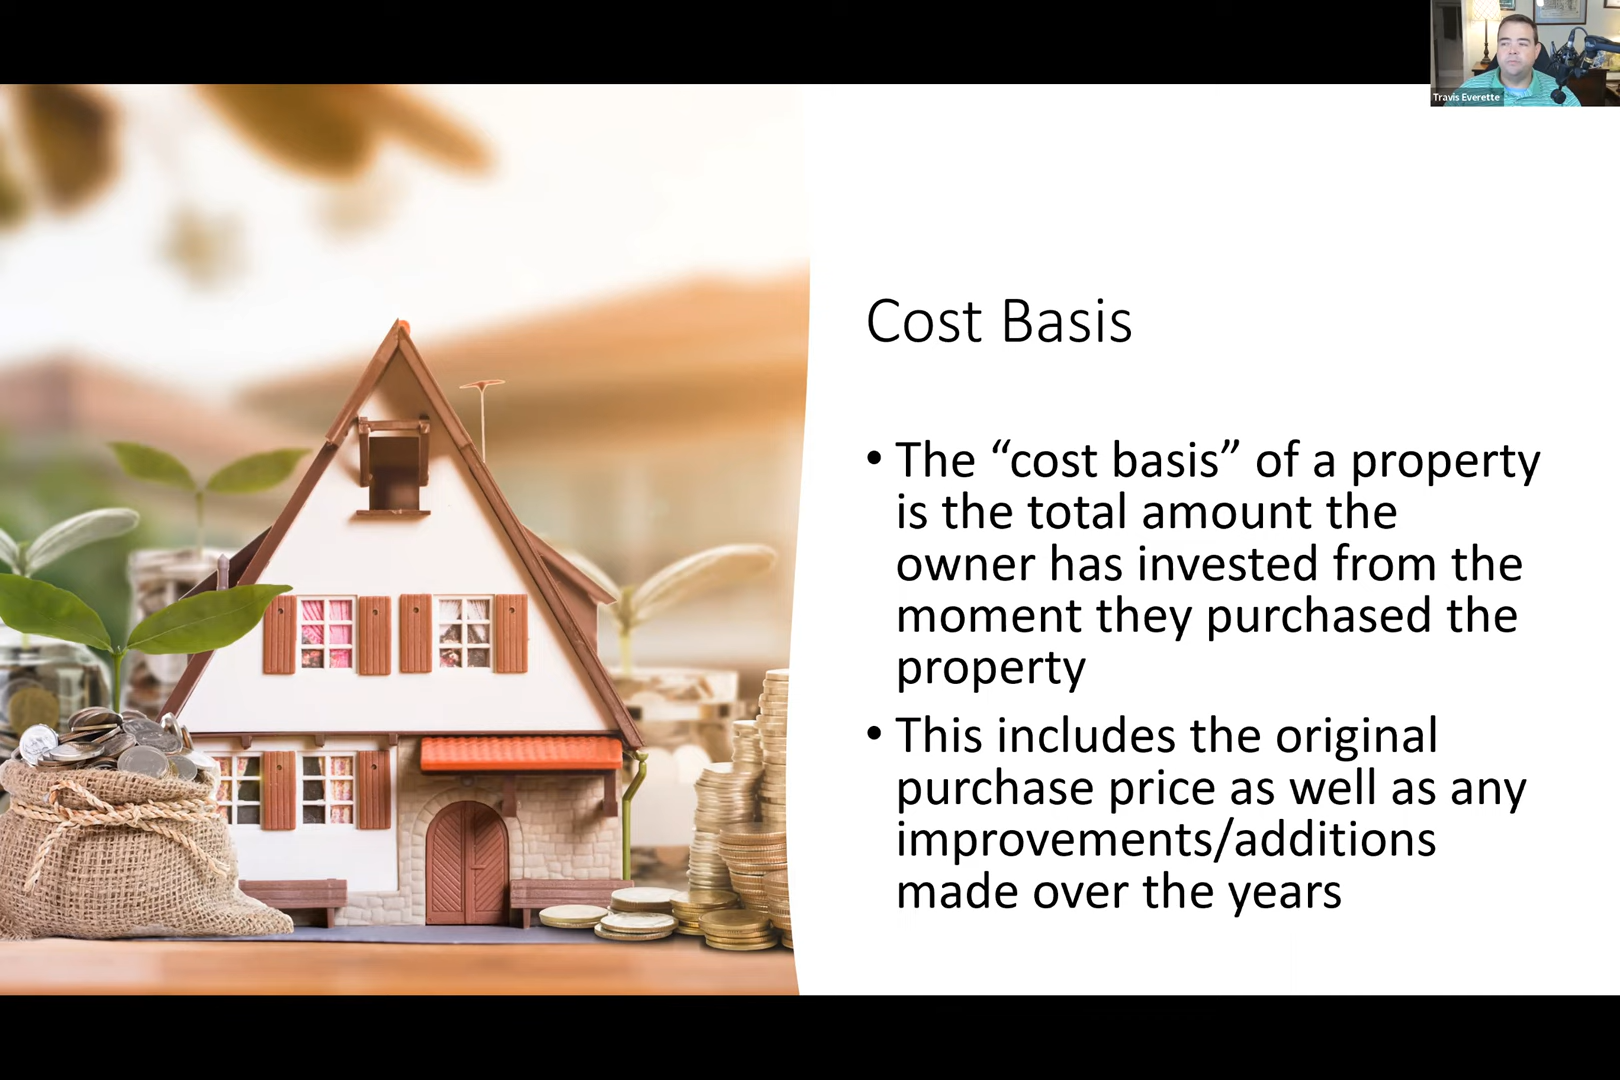 Travis Everette
Cost Basis
• The “cost basis” of a property
is the total amount the
owner has invested from the
moment they purchased the
property
• This includes the original
purchase price as well as any
improvements/additions
made over the years